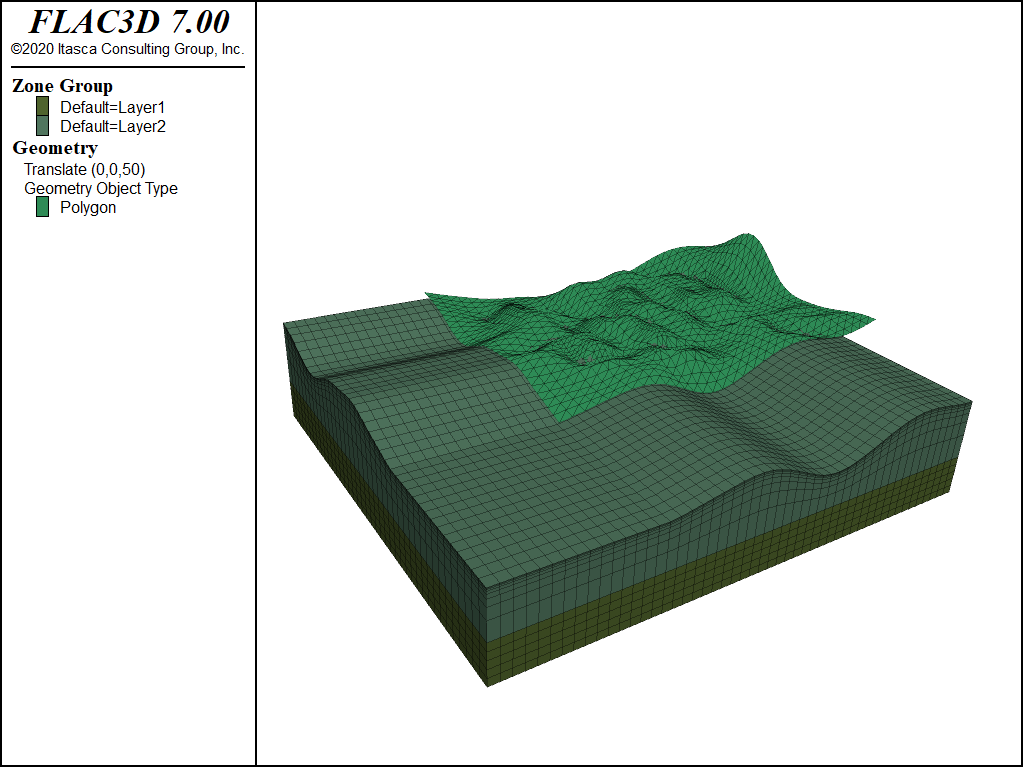 FLAC3D 7.00
©2020 Itasca Consulting Group, Inc.
Zone Group
Default=Layer1
Default=Layer2
Geometry
Translate (0,0,50)
Geometry Object Type
Polygon